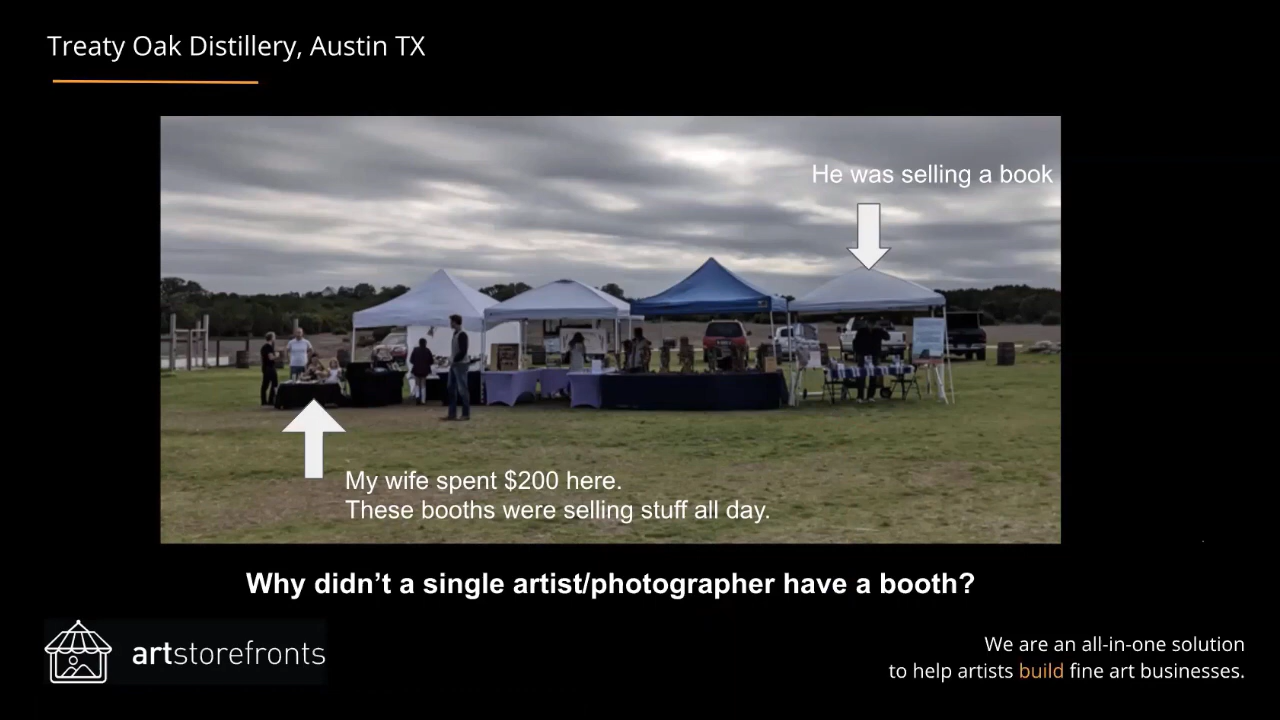 Treaty Oak Distillery, Austin TX
He was selling a book
My wife spent $200 here.
These booths were selling stuff all day.
Why didn’t a single artist/photographer have a booth?
artstorefronts
We are an all-in-one solution
to help artists build fine art businesses.